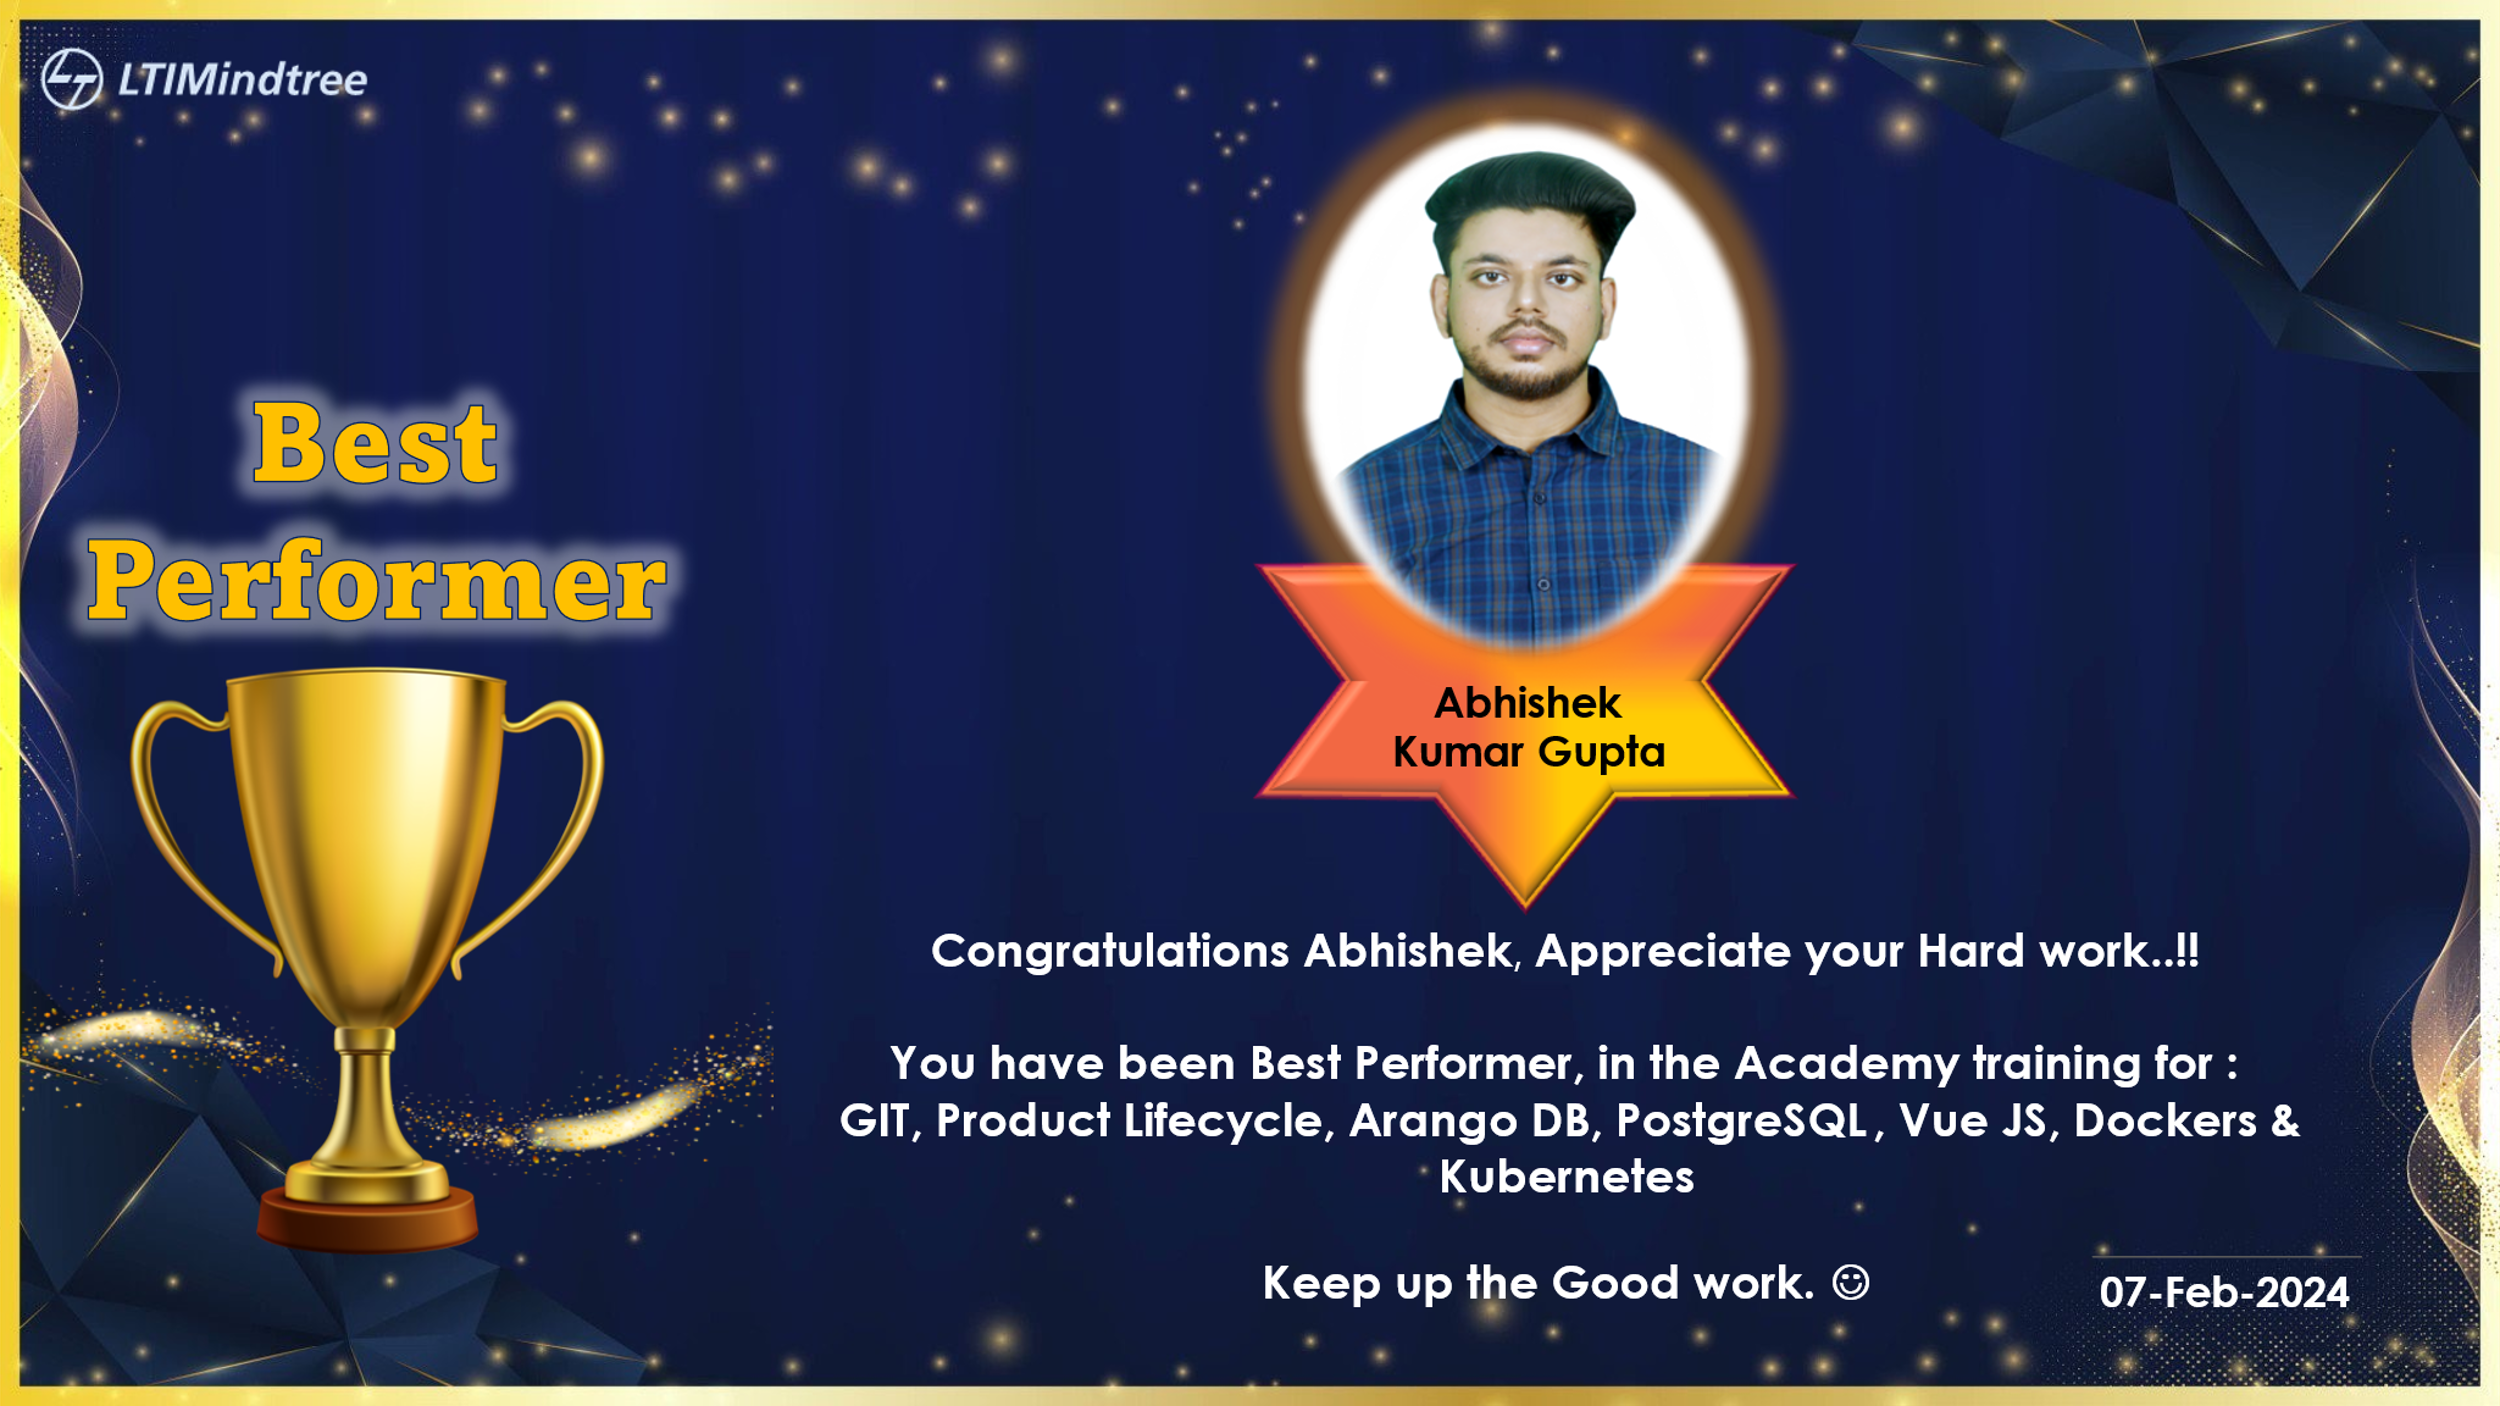 LTIMindtree
Best
Performer
Abhishek
Kumar Gupta
Congratulations Abhishek, Appreciate your Hard work..!!
You have been Best Performer, in the Academy training for :
GIT, Product Lifecycle, Arango DB, PostgreSQL, Vue JS, Dockers &
Kubernetes
Keep up the Good work. ☺
07-Feb-2024